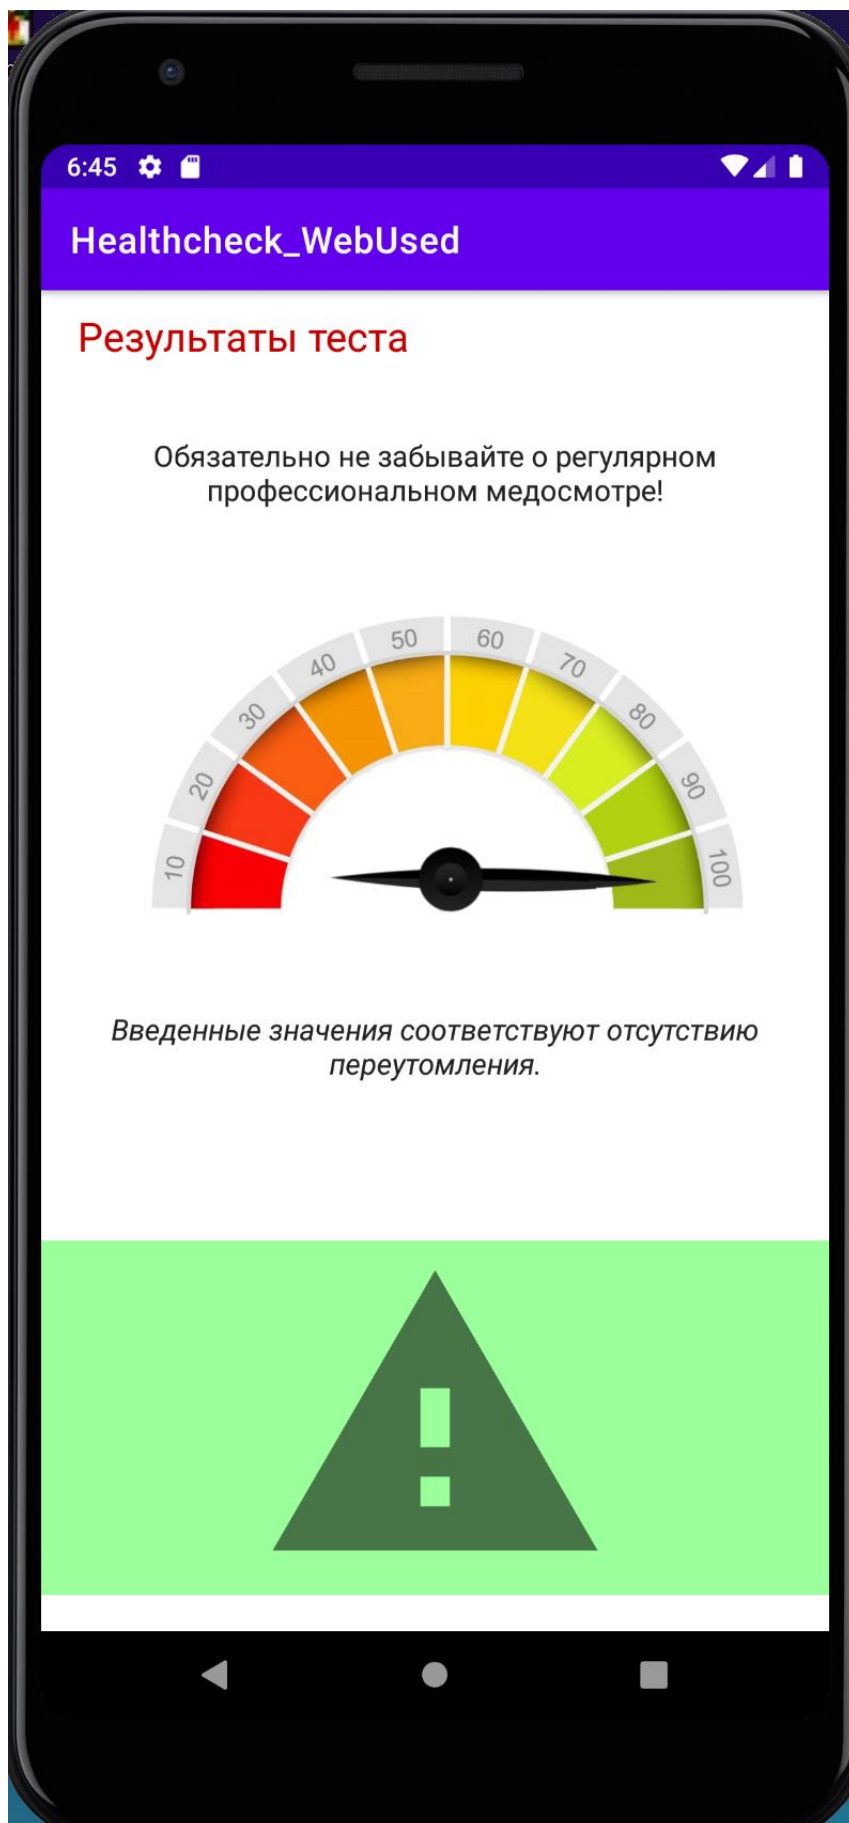 6:45
Healthcheck_WebUsed
Результаты теста
Обязательно не забывайте о регулярном
профессиональном медосмотре!
10
20
30
40
50
60
70
80
90
100
Введенные значения соответствуют отсутствию
переутомления.